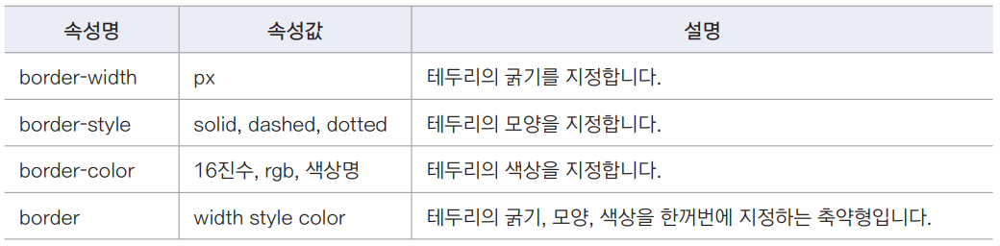 속성명 속성값 설명
border-width px 테두리의 굵기를 지정합니다.
border-style solid, dashed, dotted 테두리의 모양을 지정합니다.
border-color 16진수, rgb, 색상명 테두리의 색상을 지정합니다.
border width style color 테두리의 굵기, 모양, 색상을 한꺼번에 지정하는 축약형입니다.